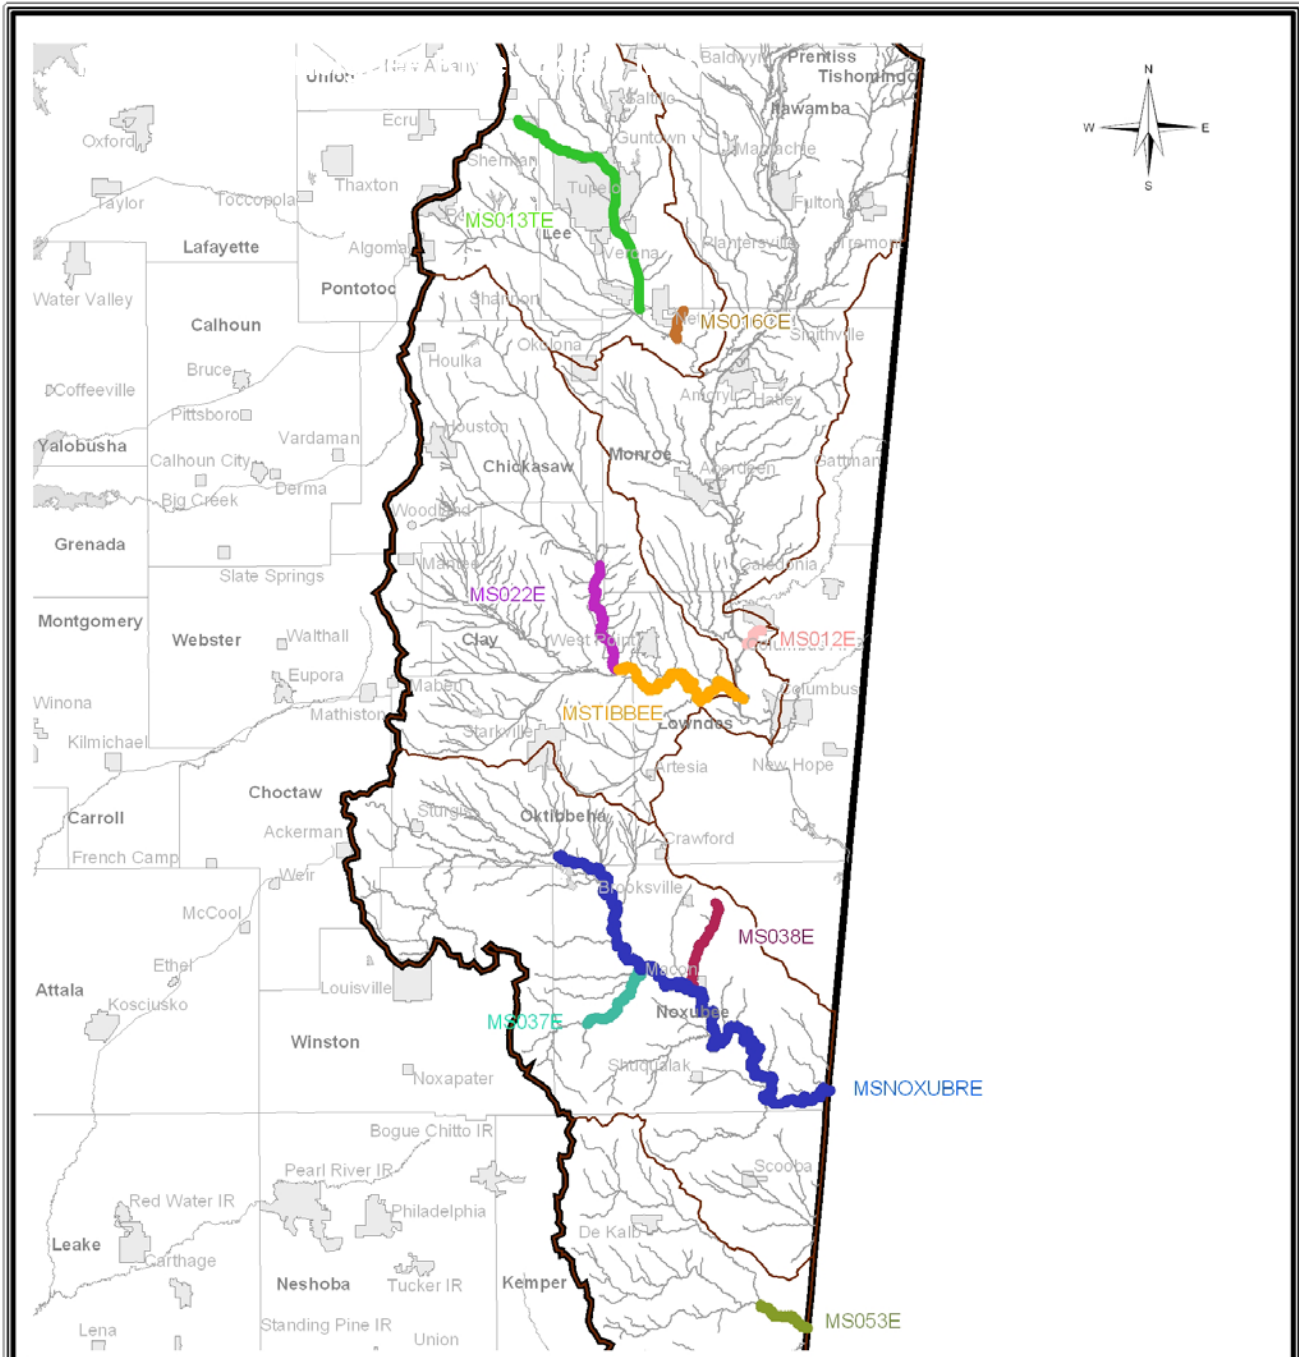 Union
New Albany
Baldwyn
Prentiss
Tishomingo
N
Saltillo
Itawamba
Ecru
W
E
Oxford
Guntown
Mantachie
Sherman
S
Thaxton
Tupelo
Taylor
Toccopola
Fulton
MS013TE
Lee
Lafayette
Algoma
Verona
Plantersville
Tremont
Pontotoc
Water Valley
Shannon
Calhoun
MS016CE
Smithville
Okolona
Houlka
Bruce
Coffeeville
Amory
Hatley
Pittsboro
Houston
Vardaman
Yalobusha
Monroe
Calhoun City
Chickasaw
Aberdeen
Gattman
Derma
Big Creek
Woodland
Grenada
Mantee
Caledonia
Slate Springs
MS022E
Montgomery
Walthall
Webster
Clay
West Point
MS012E
Eupora
Maben
Columbus
Winona
Mathiston
MSTIBBEE
Lowndes
Starkville
Kilmichael
Artesia
New Hope
Choctaw
Sturgis
Oktibbeha
Carroll
Ackerman
Crawford
French Camp
Weir
Brooksville
McCool
MS038E
Ethel
Macon
Attala
Louisville
Kosciusko
Noxubee
MS037E
Winston
Shuqualak
Noxapater
MSNOXUBRE
Bogue Chitto IR
Pearl River IR
Scooba
Red Water IR
Philadelphia
De Kalb
Leake
Carthage
Neshoba
Tucker IR
Kemper
MS053E
Standing Pine IR
Lena
Union